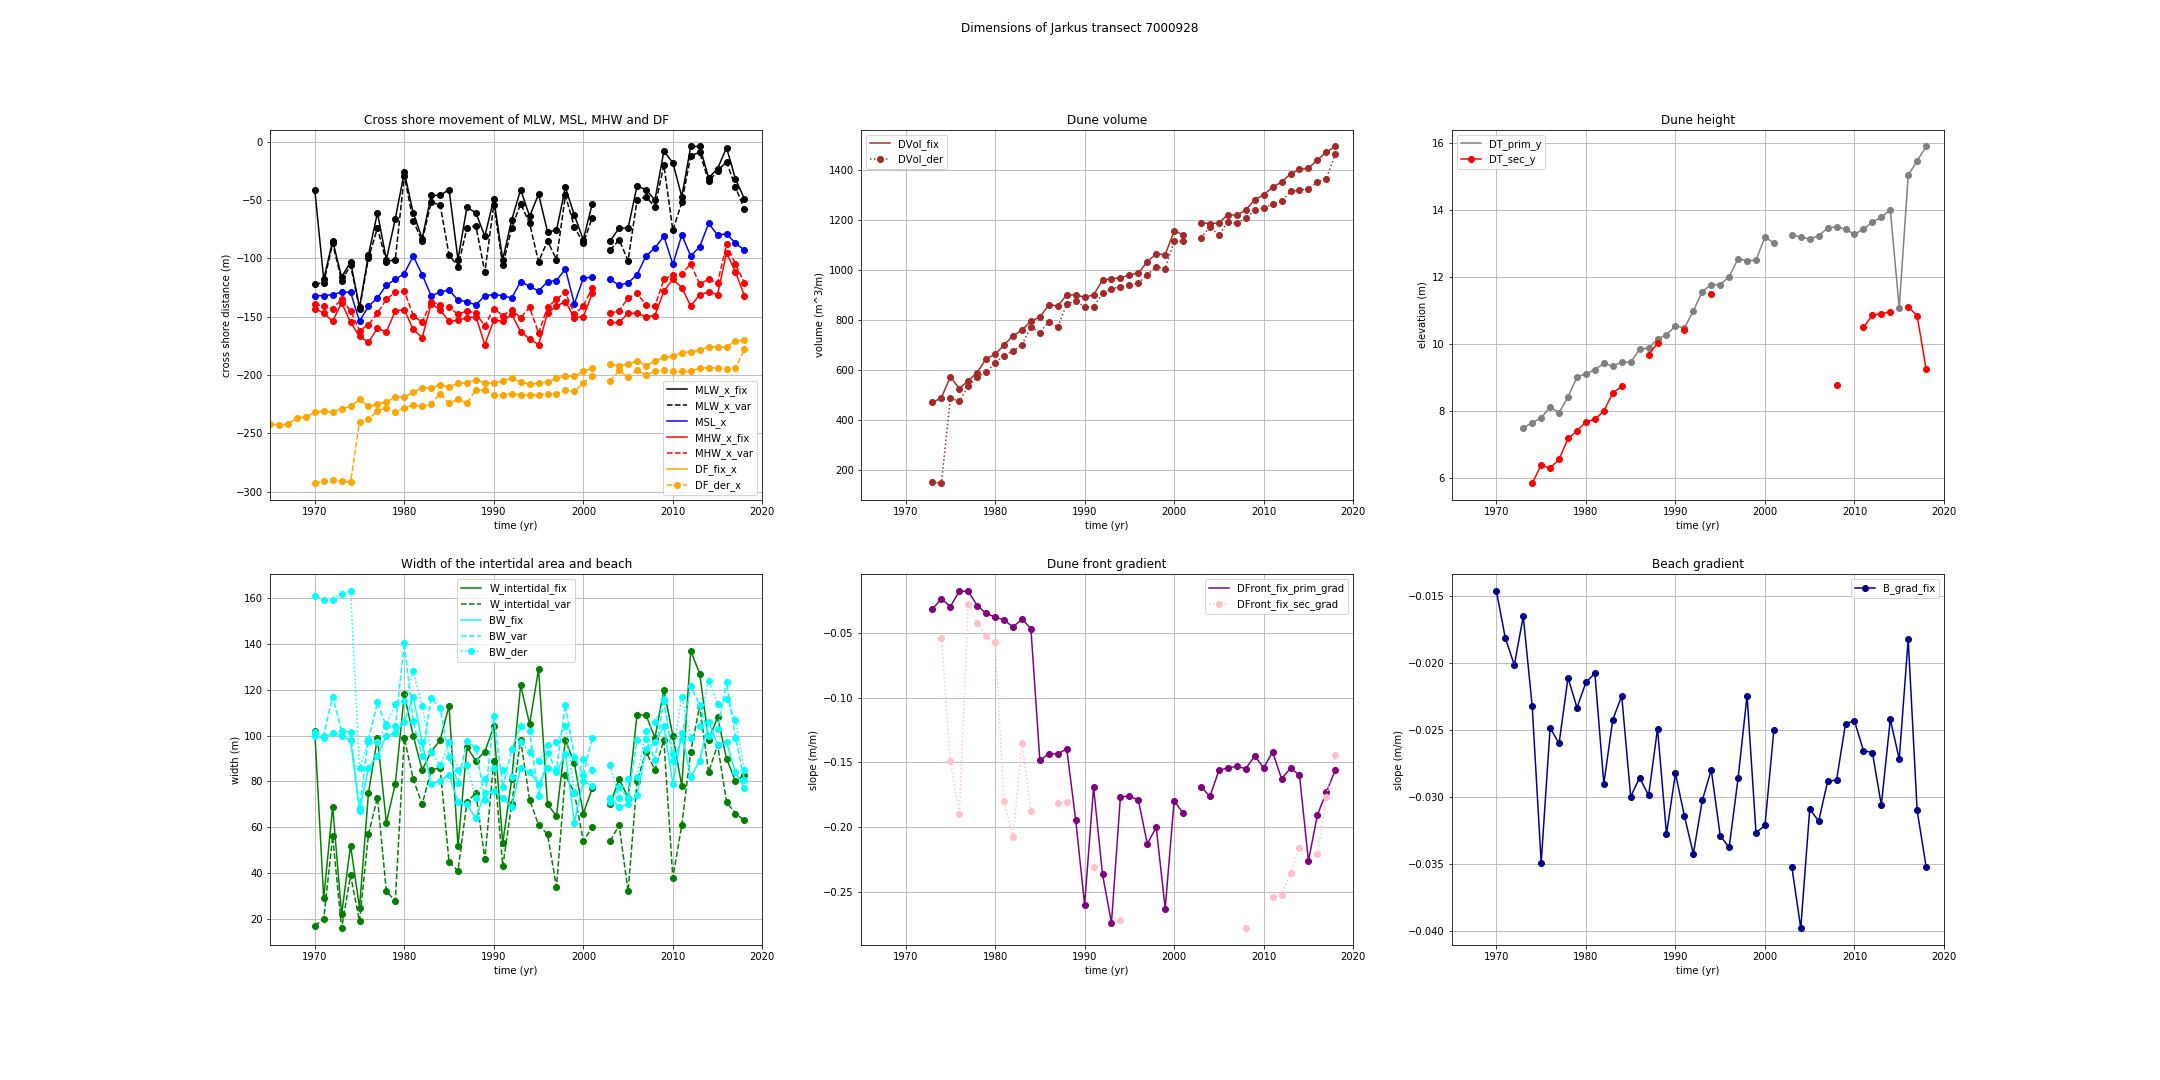 Dimensions of Jarkus transect 7000928
Cross shore movement of MLW, MSL, MHW and DF
cross shore distance (m)
0
−50
−100
−150
−200
−250
−300
1970
1980
1990
2000
2010
2020
time (yr)
MLW_x_fix
MLW_x_var
MSL_x
MHW_x_fix
MHW_x_var
DF_fix_x
DF_der_x
Dune volume
volume (m^3/m)
1400
1200
1000
800
600
400
200
1970
1980
1990
2000
2010
2020
time (yr)
DVol_fix
DVol_der
Dune height
elevation (m)
16
14
12
10
8
6
1970
1980
1990
2000
2010
2020
time (yr)
DT_prim_y
DT_sec_y
Width of the intertidal area and beach
width (m)
160
140
120
100
80
60
40
20
1970
1980
1990
2000
2010
2020
time (yr)
W_intertidal_fix
W_intertidal_var
BW_fix
BW_var
BW_der
Dune front gradient
slope (m/m)
−0.05
−0.10
−0.15
−0.20
−0.25
1970
1980
1990
2000
2010
2020
time (yr)
DFront_fix_prim_grad
DFront_fix_sec_grad
Beach gradient
slope (m/m)
−0.015
−0.020
−0.025
−0.030
−0.035
−0.040
1970
1980
1990
2000
2010
2020
time (yr)
B_grad_fix